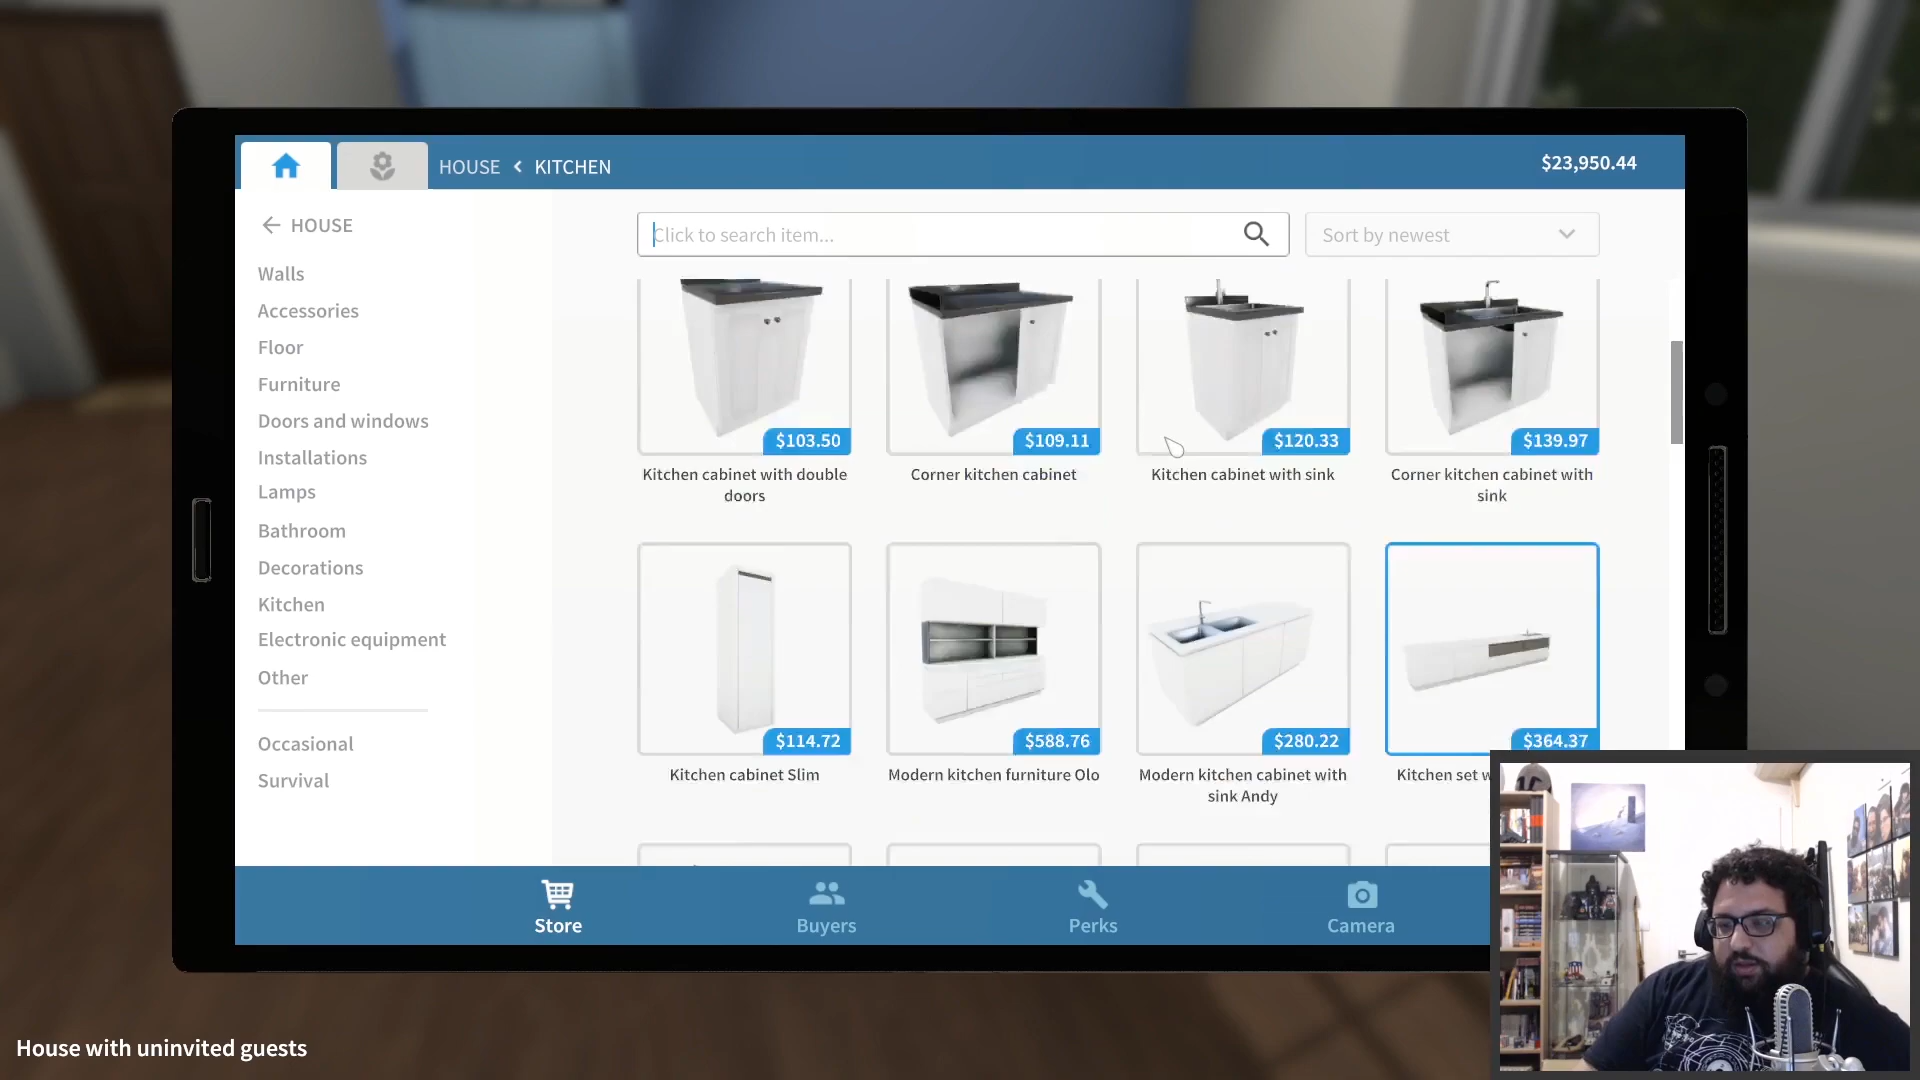 HOUSE < KITCHEN
$23,950.44
HOUSE
Click to search item...
Sort by newest
Walls
Accessories
Floor
Furniture
Doors and windows
Installations
Lamps
Bathroom
Decorations
Kitchen
Electronic equipment
Other
Occasional
Survival
$103.50
$109.11
$120.33
$139.97
Kitchen cabinet with double
doors
Corner kitchen cabinet
Kitchen cabinet with sink
Corner kitchen cabinet with
sink
$114.72
$588.76
$280.22
$364.37
Kitchen cabinet Slim
Modern kitchen furniture Olo
Modern kitchen cabinet with
sink Andy
Kitchen set
Store
Buyers
Perks
Camera
House with uninvited guests